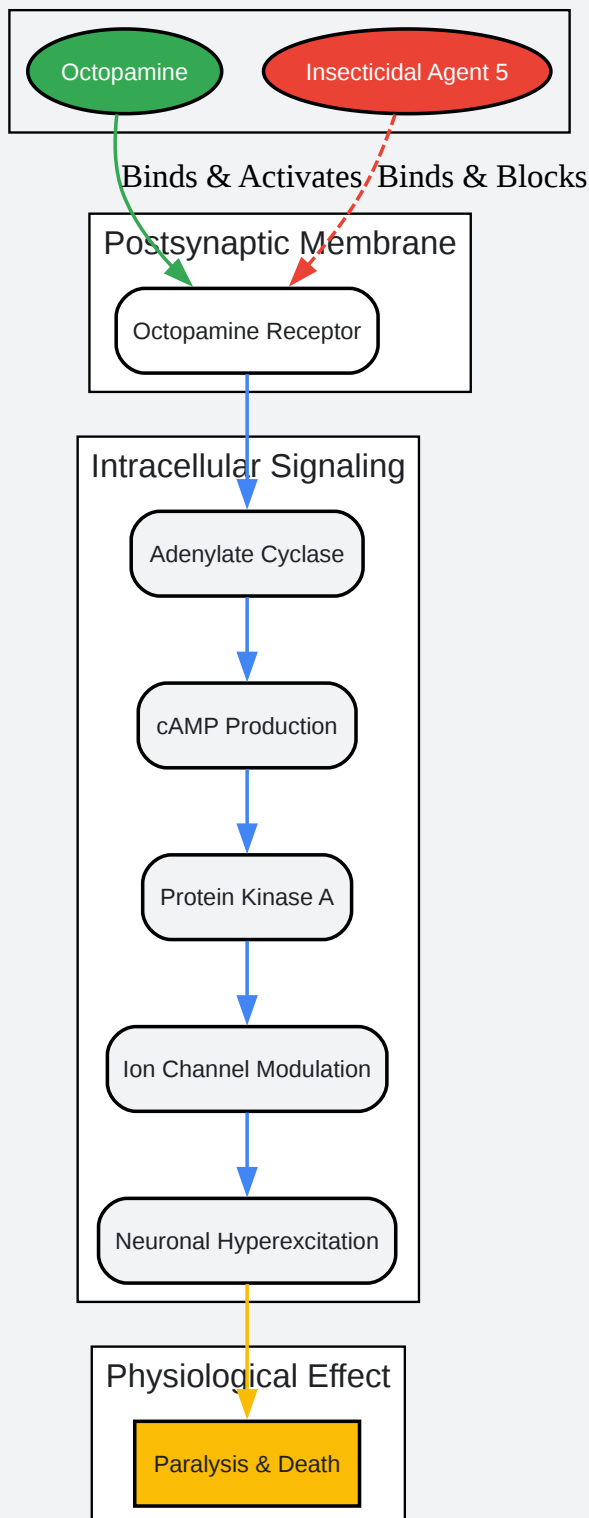 Octopamine
Insecticidal Agent 5
Binds & Activates
Binds & Blocks
Postsynaptic Membrane
Octopamine Receptor
Intracellular Signaling
Adenylate Cyclase
cAMP Production
Protein Kinase A
Ion Channel Modulation
Neuronal Hyperexcitation
Physiological Effect
Paralysis & Death